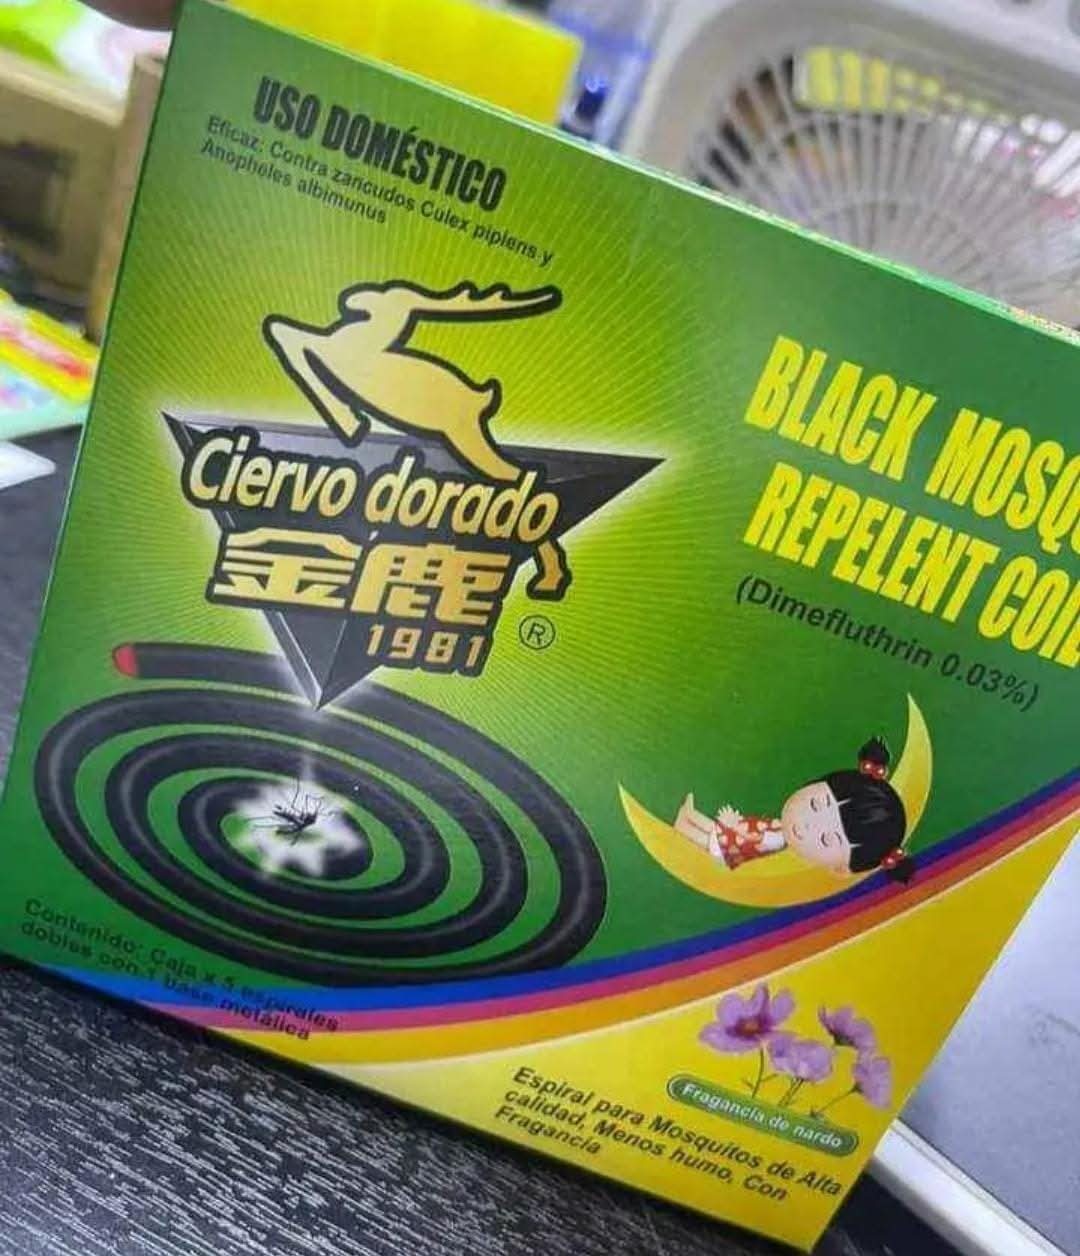 USO DOMÉSTICO
Eficaz: Contra zancudos Culex pipiens y
Anopheles albimunus
Ciervo dorado
金鹿
1981
®
BLACK
REPELENT
(Dimefluthrin 0.03%)
Contenido: Caja x 5 espirales
dobles con 1 base metálica
Fragancia de nardo
Espiral para Mosquitos de Alta
calidad, Menos humo, Con
Fragancia